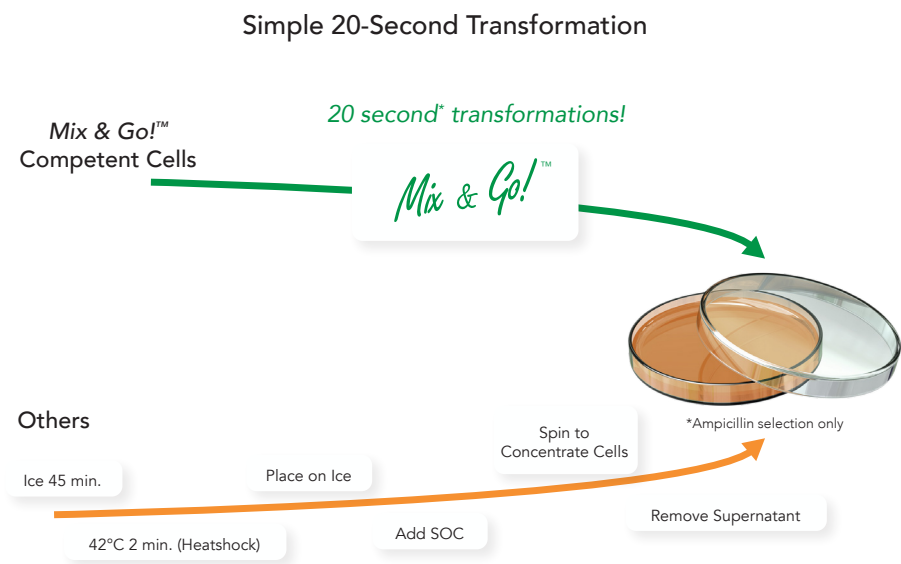 Simple 20-Second Transformation
20 second* transformations!
Mix & Go!™
Competent Cells
Mix & Go!™
*Ampicillin selection only
Others
Spin to
Concentrate Cells
Ice 45 min.
Place on Ice
Remove Supernatant
Add SOC
42°C 2 min. (Heatshock)